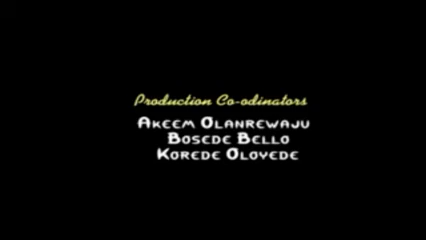 Production Co-odinators
Akeem Olanrewaju
Bosede Bello
Korede Oloyede